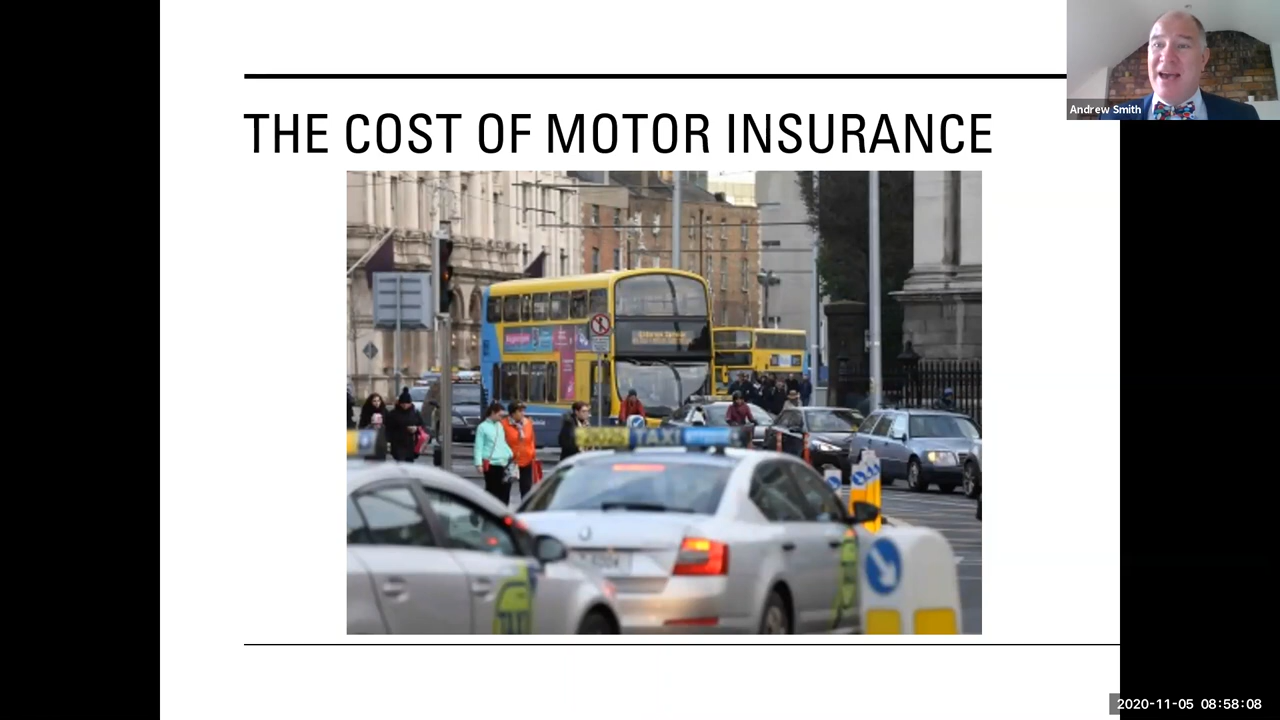 THE COST OF MOTOR INSURANCE
Andrew Smith
TAXI
2020-11-05 08:58:08